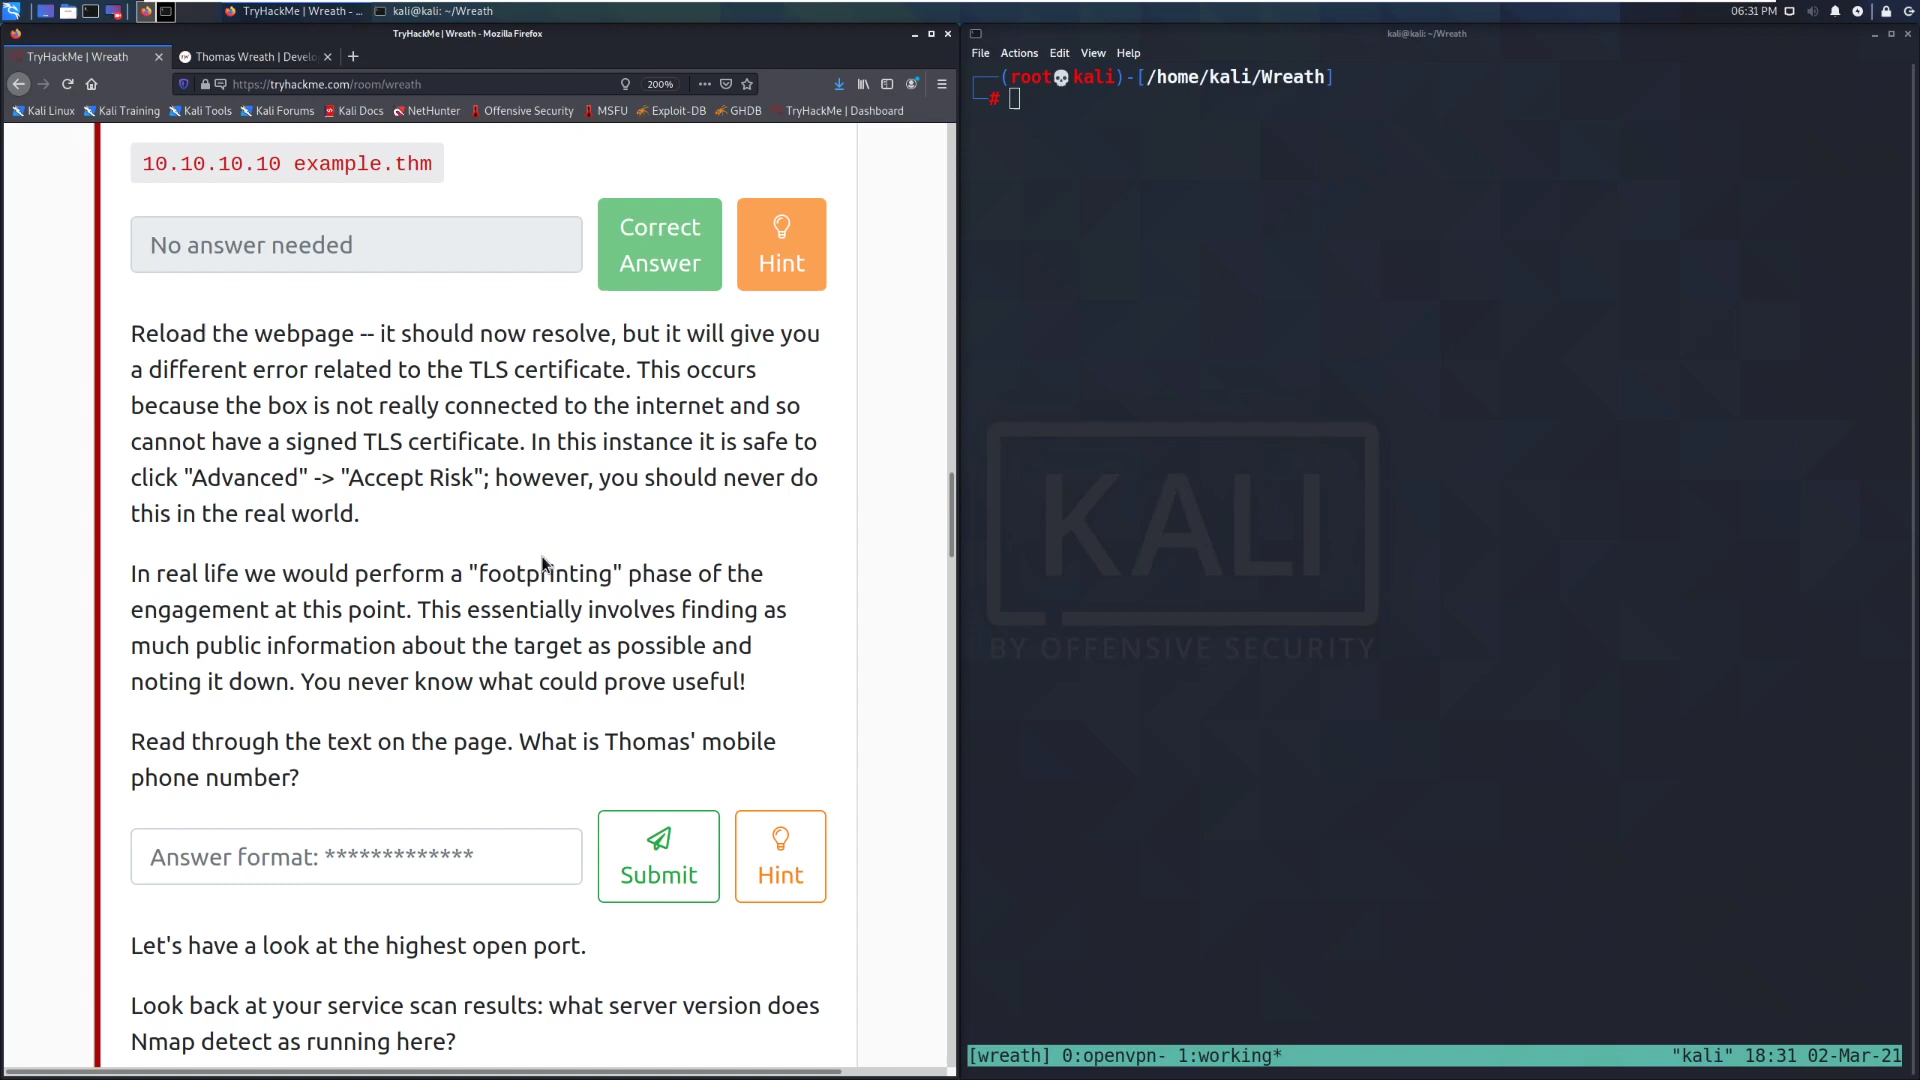 TryHackMe | Wreath - ...
kali@kali: ~/Wreath
06:31 PM
TryHackMe | Wreath - Mozilla Firefox
TryHackMe | Wreath
Thomas Wreath | Develo
https://tryhackme.com/room/wreath
200%
Kali Linux
Kali Training
Kali Tools
Kali Forums
Kali Docs
NetHunter
Offensive Security
MSFU
Exploit-DB
GHDB
TryHackMe | Dashboard
10.10.10.10 example.thm
No answer needed
Correct
Answer
Hint
Reload the webpage -- it should now resolve, but it will give you
a different error related to the TLS certificate. This occurs
because the box is not really connected to the internet and so
cannot have a signed TLS certificate. In this instance it is safe to
click "Advanced" -> "Accept Risk"; however, you should never do
this in the real world.
In real life we would perform a "footprinting" phase of the
engagement at this point. This essentially involves finding as
much public information about the target as possible and
noting it down. You never know what could prove useful!
Read through the text on the page. What is Thomas' mobile
phone number?
Answer format: *************
Submit
Hint
Let's have a look at the highest open port.
Look back at your service scan results: what server version does
Nmap detect as running here?
kali@kali: ~/Wreath
File Actions Edit View Help
(root💀kali)-[/home/kali/Wreath]
#
KALI
BY OFFENSIVE SECURITY
[wreath] 0:openvpn- 1:working*
"kali" 18:31 02-Mar-21